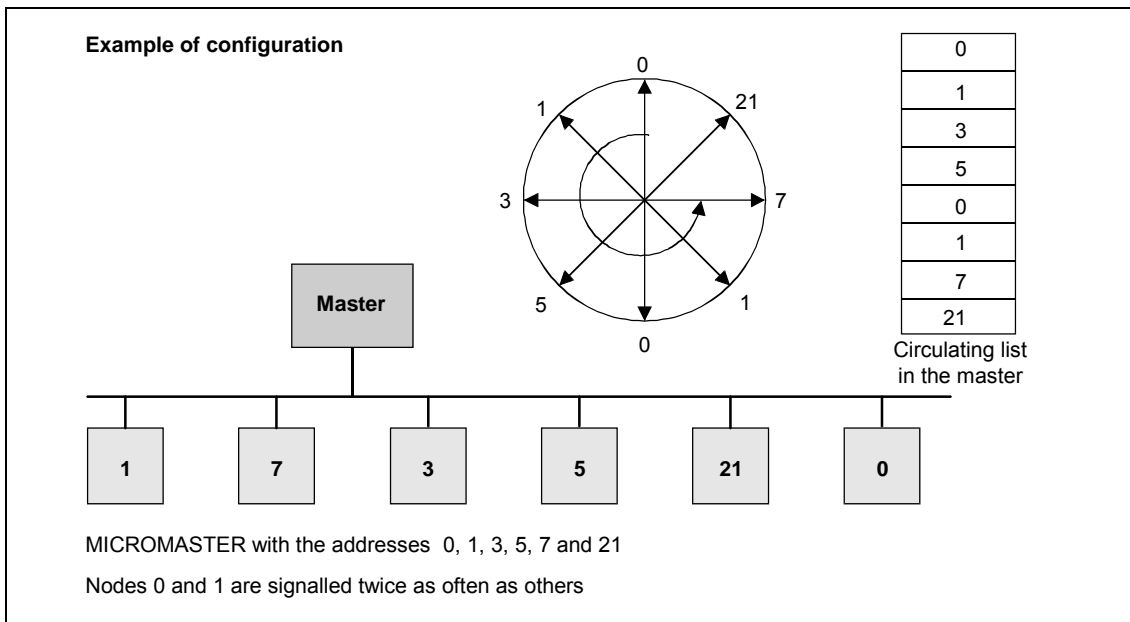 Example of configuration
0
1
21
3
7
5
1
0
0
1
3
5
0
1
7
21
Circulating list
in the master
Master
1 7 3 5 21 0
MICROMASTER with the addresses 0, 1, 3, 5, 7 and 21
Nodes 0 and 1 are signalled twice as often as others